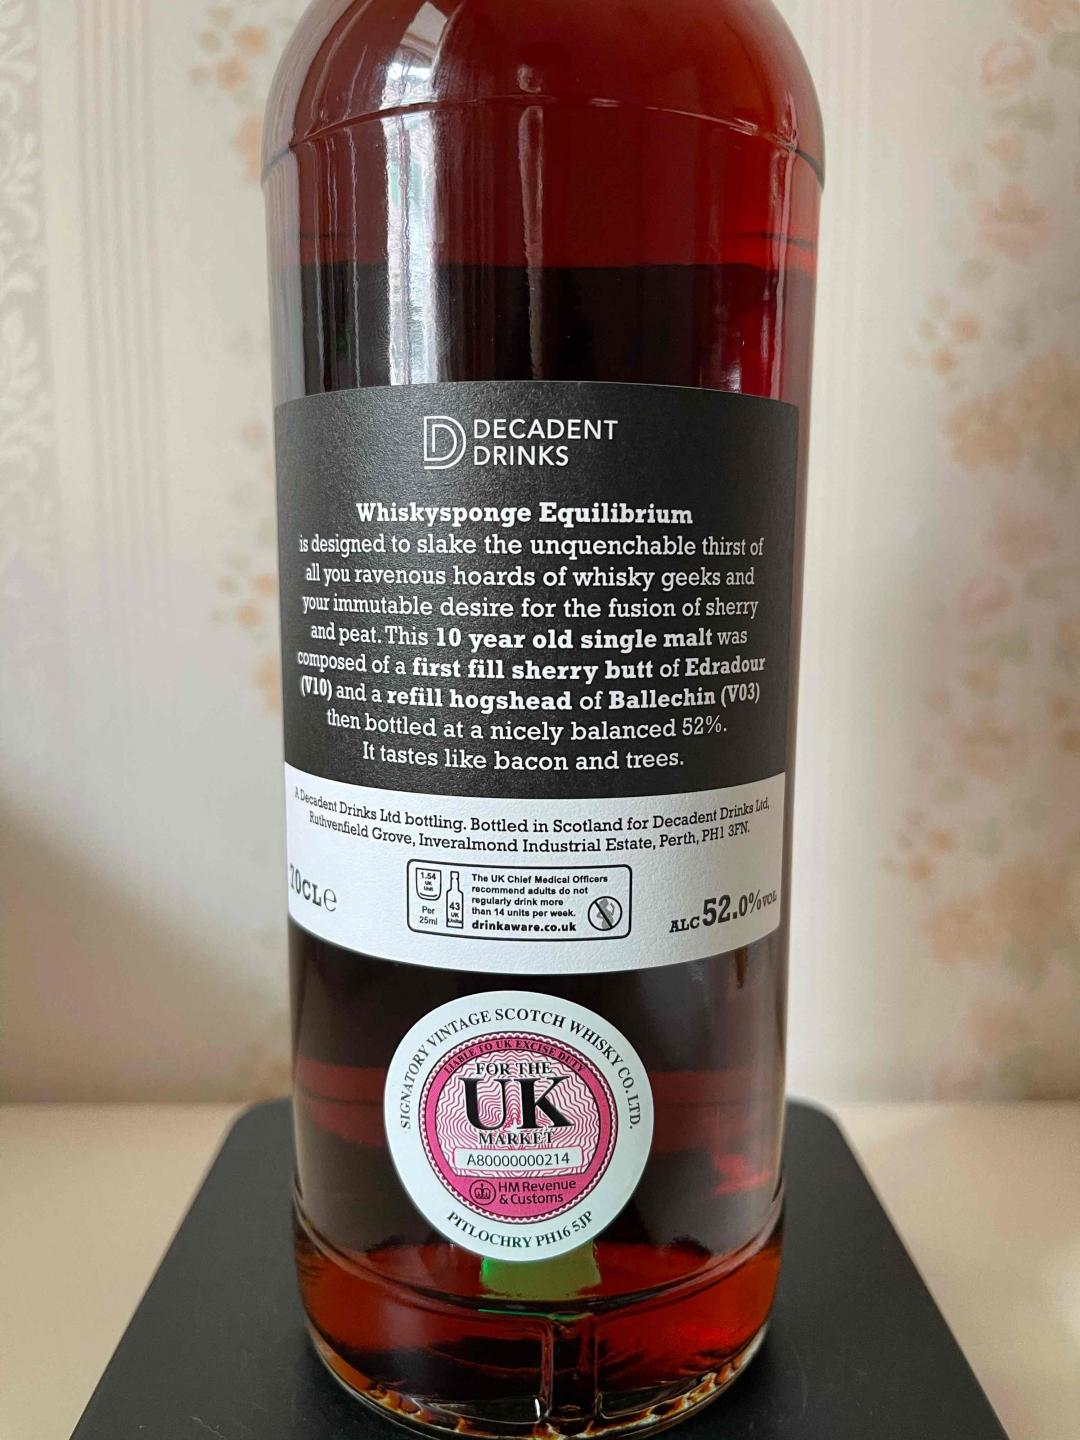 D DECADENT
DRINKS
Whiskysponge Equilibrium
is designed to slake the unquenchable thirst of
all you ravenous hoards of whisky geeks and
your immutable desire for the fusion of sherry
and peat. This 10 year old single malt was
composed of a first fill sherry butt of Edradour
(V10) and a refill hogshead of Ballechin (V03)
then bottled at a nicely balanced 52%.
It tastes like bacon and trees.
A Decadent Drinks Ltd bottling. Bottled in Scotland for Decadent Drinks Ltd,
Ruthvenfield Grove, Inveralmond Industrial Estate, Perth, PH1 3FN.
70CL℮
1.54
UK
Unit
Per
25ml
43
UK
Units
The UK Chief Medical Officers
recommend adults do not
regularly drink more
than 14 units per week.
drinkaware.co.uk
ALC 52.0% VOL
SIGNATORY VINTAGE SCOTCH WHISKY CO. LTD.
LIABLE TO UK EXCISE DUTY
FOR THE
UK
MARKET
A80000000214
HM Revenue
& Customs
PITLOCHRY PH16 5JP